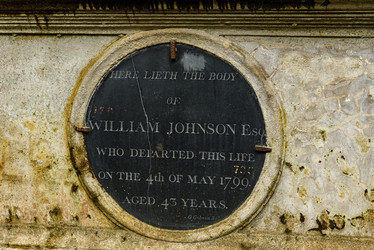 HERE LIETH THE BODY
OF
WILLIAM JOHNSON ESQ
WHO DEPARTED THIS LIFE
ON THE 4th OF MAY 1799.
AGED, 43 YEARS.